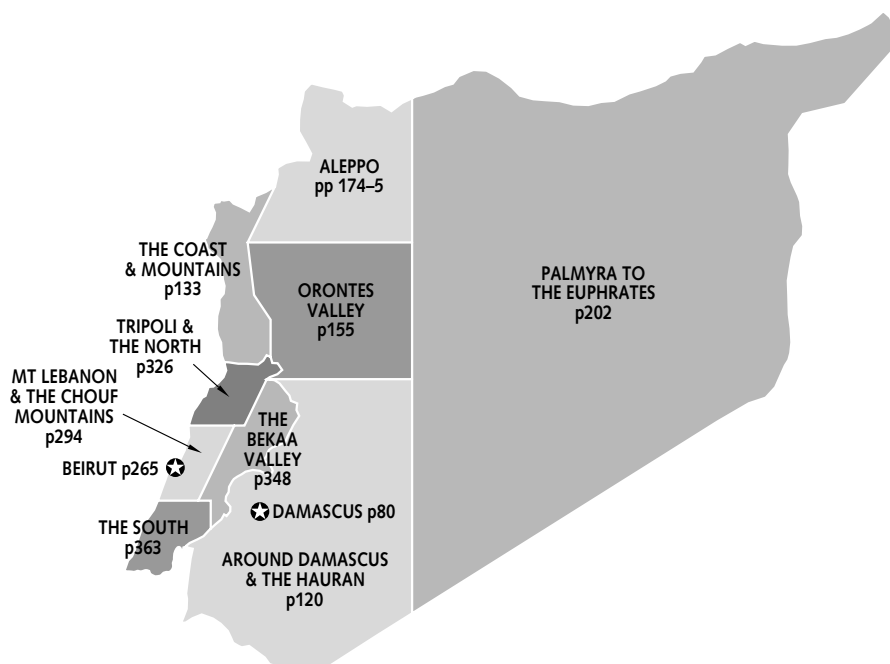 ALEPPO
pp 174–5
THE COAST
& MOUNTAINS
p133
ORONTES
VALLEY
p155
PALMYRA TO
THE EUPHRATES
p202
TRIPOLI &
THE NORTH
p326
MT LEBANON
& THE CHOUF
MOUNTAINS
p294
THE
BEKAA
VALLEY
p348
BEIRUT p265
DAMASCUS p80
THE SOUTH
p363
AROUND DAMASCUS
& THE HAURAN
p120